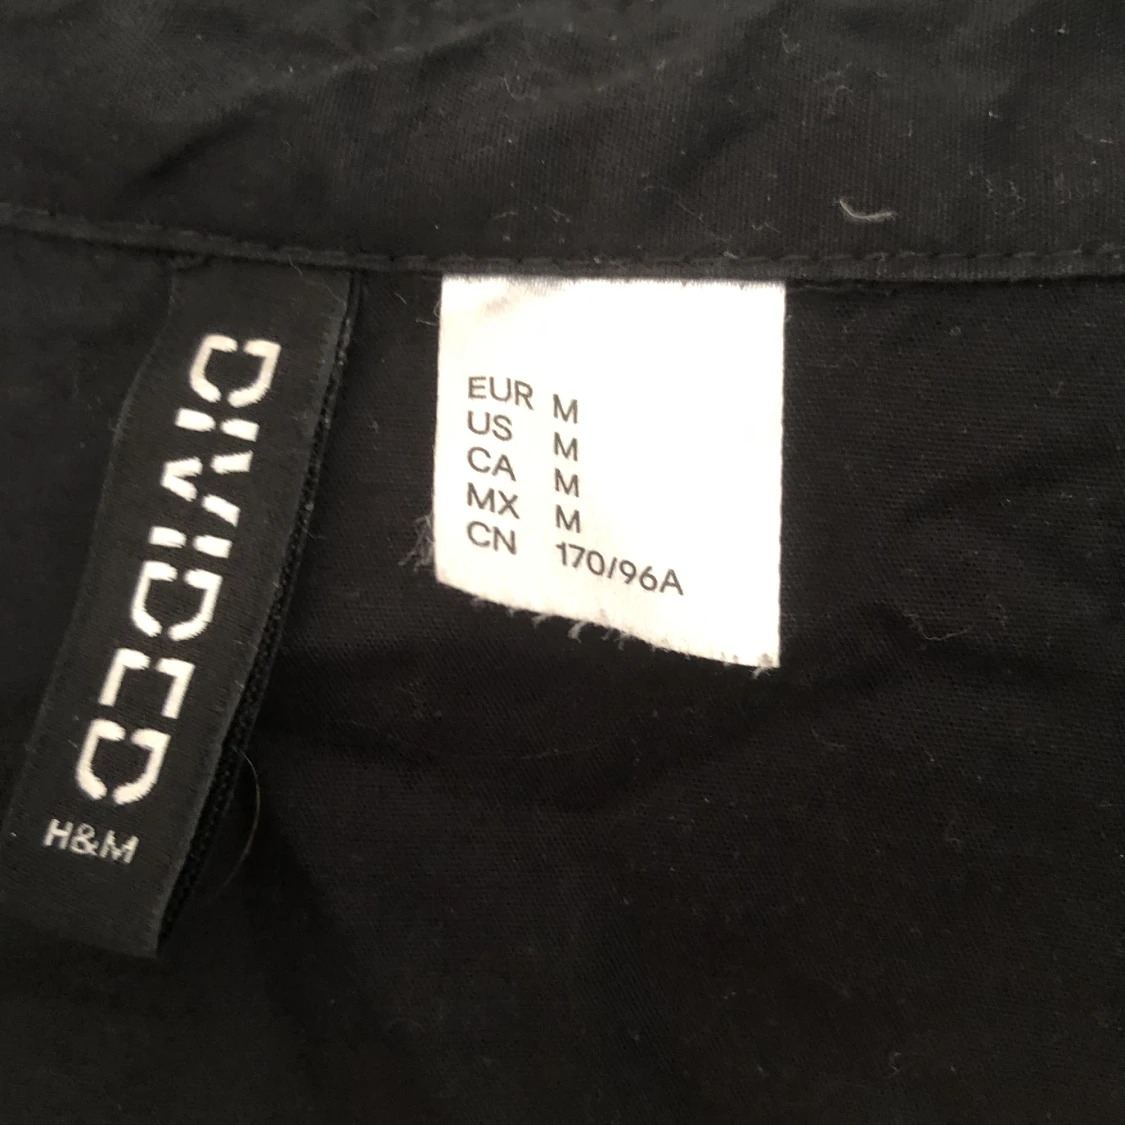 DIVIDED
H&M
EUR M
US M
CA M
MX M
CN 170/96A